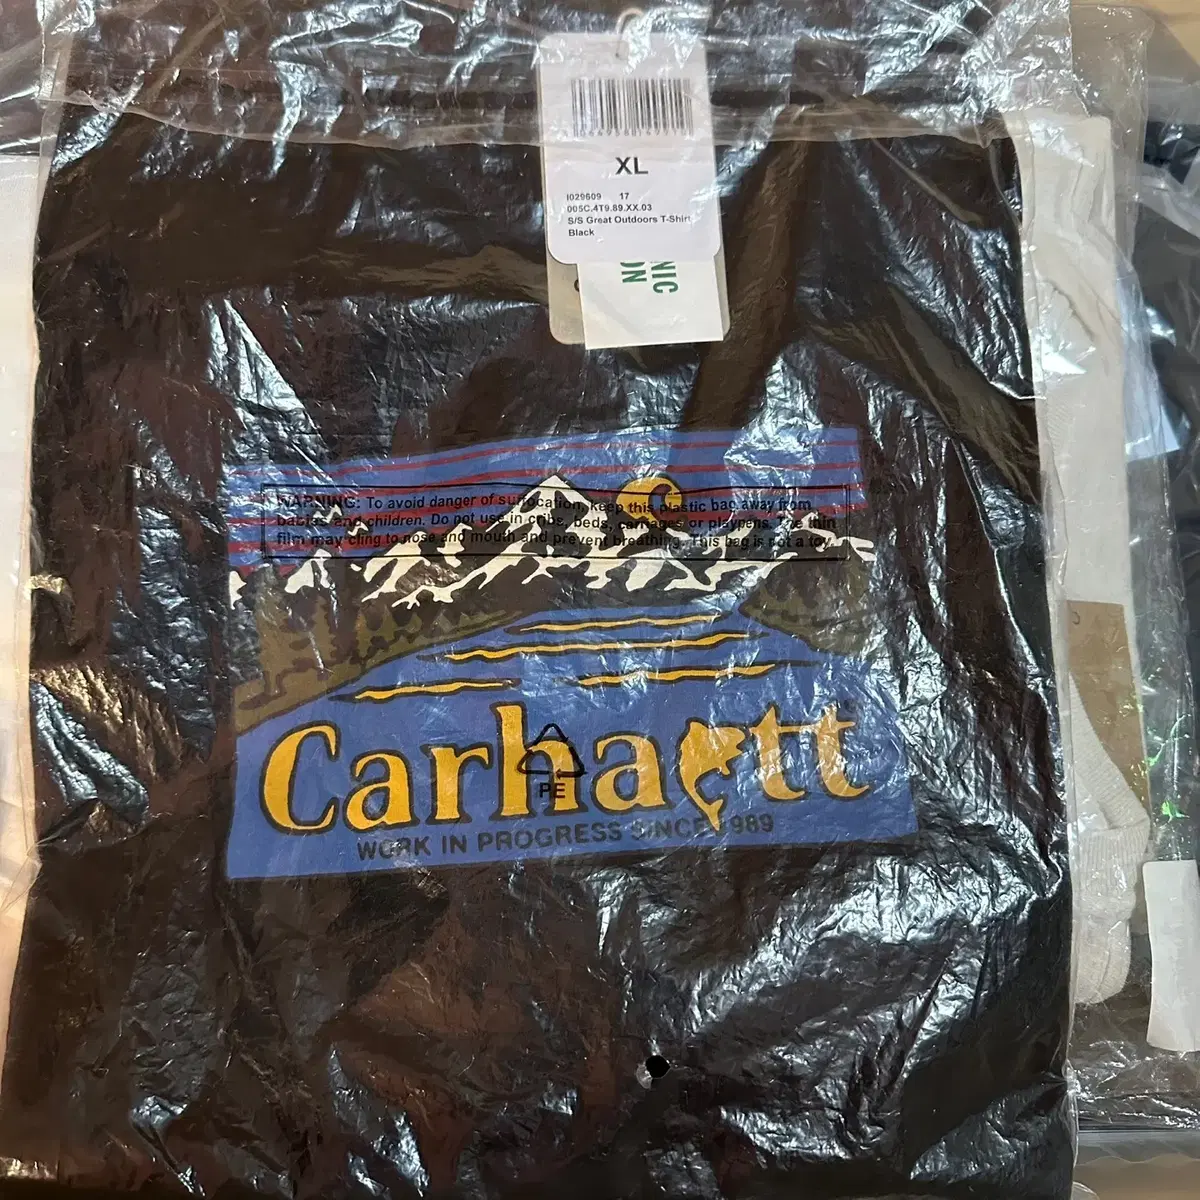 XL
I029609 17
005C.4T9.89.XX.03
S/S Great Outdoors T-Shirt
Black
NIC
ON
WARNING: To avoid danger of suffocation, keep this plastic bag away from
babies and children. Do not use in cribs, beds, carriages or playpens. The thin
film may cling to nose and mouth and prevent breathing. This bag is not a toy.
Carhartt
PE
WORK IN PROGRESS SINCE 1989